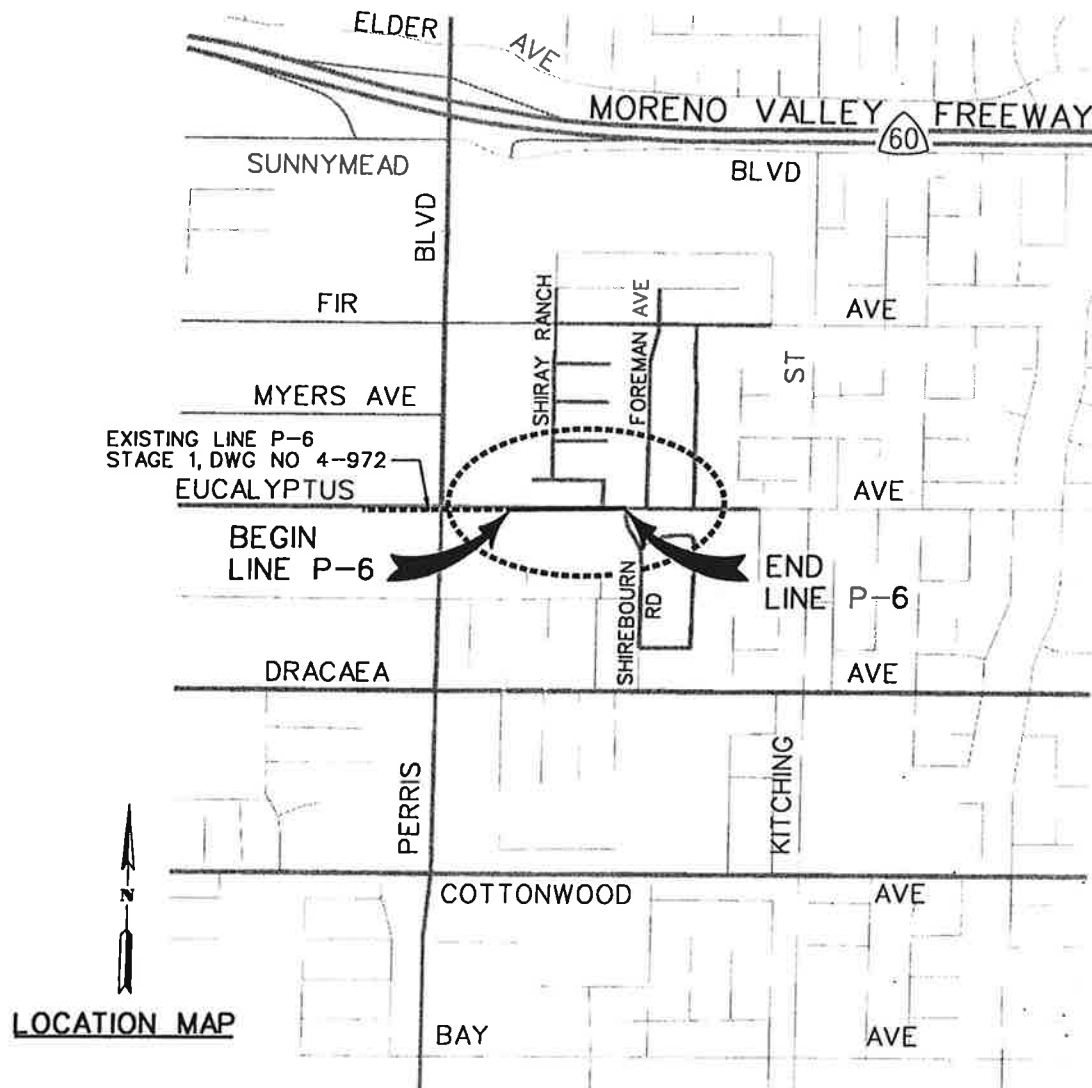 ELDER
AVE
MORENO VALLEY FREEWAY
60
SUNNYMEAD
BLVD
BLVD
FIR
AVE
SHIRAY RANCH
FOREMAN AVE
ST
MYERS AVE
EXISTING LINE P-6
STAGE 1, DWG NO 4-972
EUCALYPTUS
AVE
BEGIN
LINE P-6
END
LINE P-6
SHIREBOURN
RD
DRACAEA
AVE
PERRIS
KITCHING
COTTONWOOD
AVE
N
LOCATION MAP
BAY
AVE